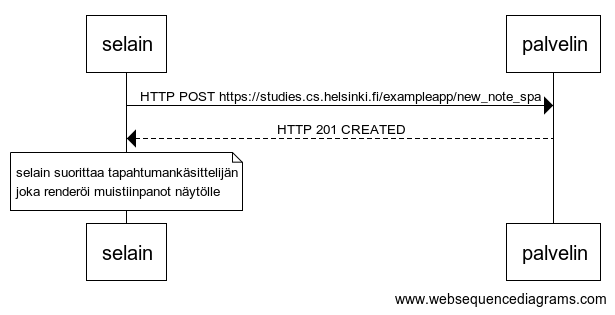 selain
palvelin
HTTP POST https://studies.cs.helsinki.fi/exampleapp/new_note_spa
HTTP 201 CREATED
selain suorittaa tapahtumankäsittelijän
joka renderöi muistiinpanot näytölle
selain
palvelin
www.websequencediagrams.com